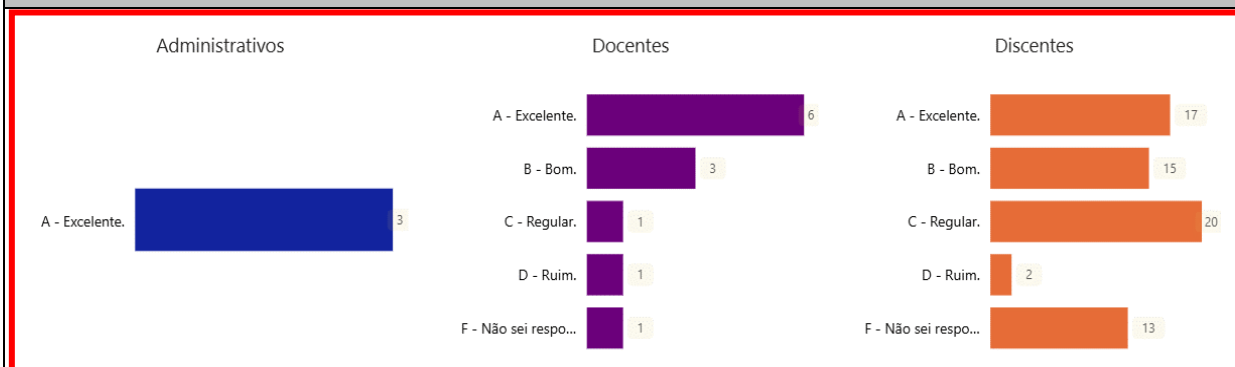 Administrativos
A - Excelente.
3
Docentes
A - Excelente.
6
B - Bom.
3
C - Regular.
1
D - Ruim.
1
F - Não sei respo...
1
Discentes
A - Excelente.
17
B - Bom.
15
C - Regular.
20
D - Ruim.
2
F - Não sei respo...
13